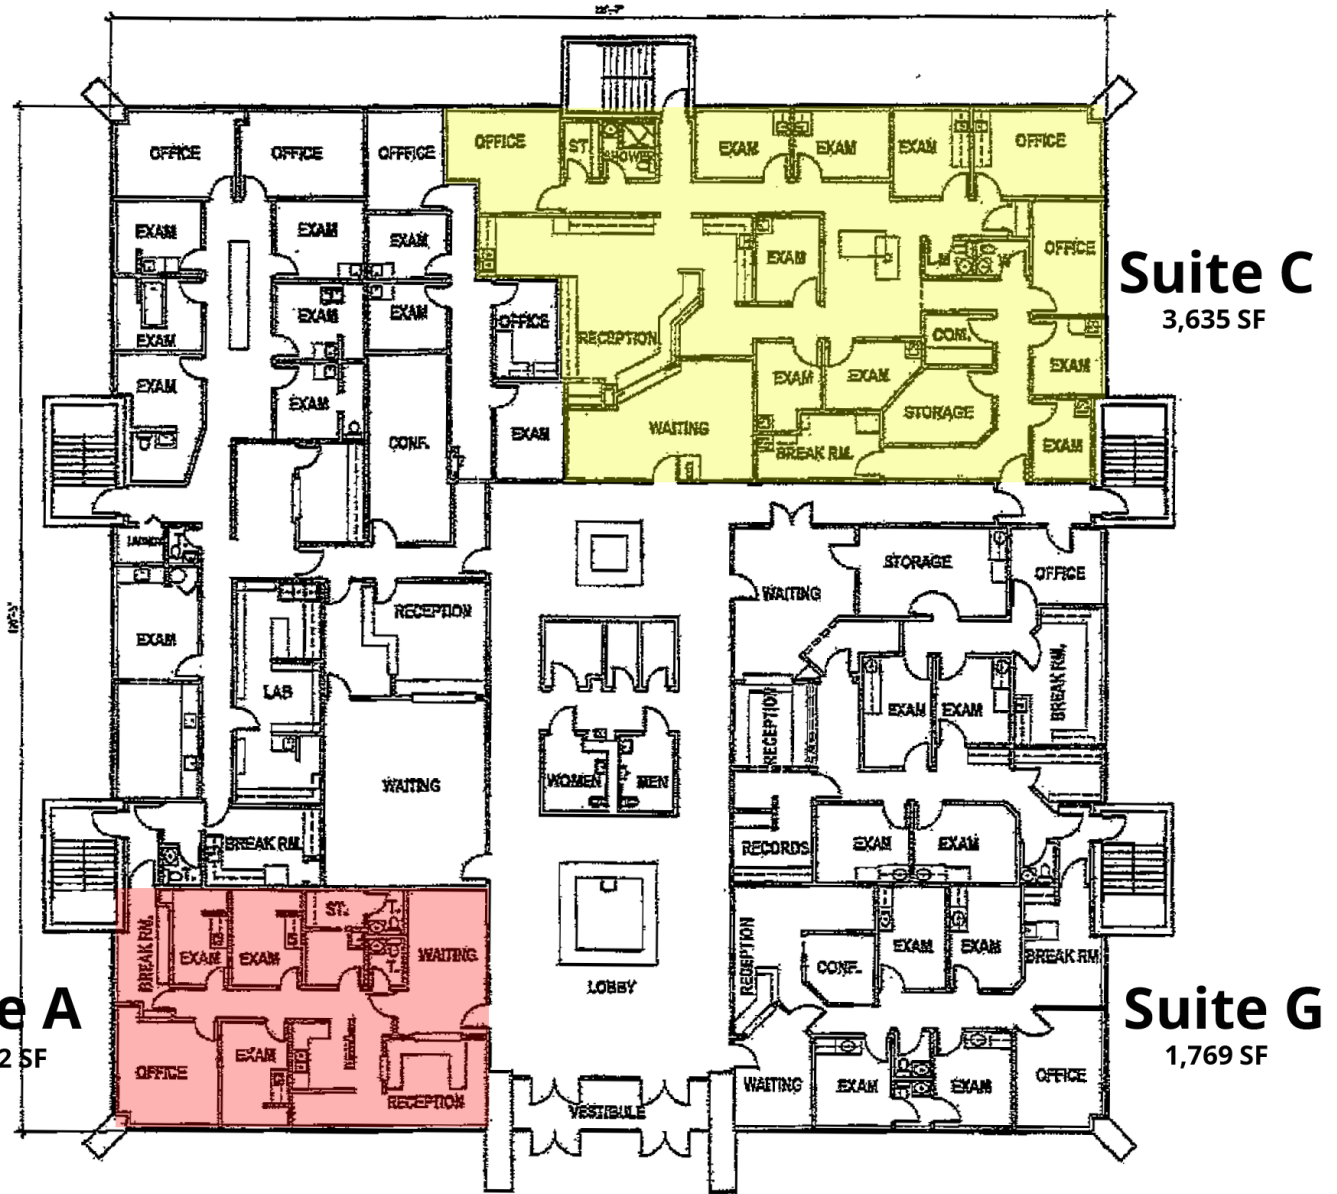 OFFICE
OFFICE
OFFFICE
OFFICE
ST.
SHOWER
EXAM
EXAM
EXAM
OFFICE
EXAM
EXAM
EXAM
EXAM
OFFICE
Suite C
3,635 SF
EXAM
EXAM
EXAM
OFFICE
RECEPTION
COM.
EXAM
EXAM
EXAM
EXAM
EXAM
EXAM
STORAGE
CONF.
EXAM
WAITING
BREAK RM.
EXAM
STORAGE
OFFICE
WAITING
EXAM
RECEPTION
LAB
EXAM
EXAM
BREAK RM.
RECEPTION
WAITING
WOMEN
MEN
BREAK RM.
RECORDS
EXAM
EXAM
BREAK RM.
EXAM
EXAM
ST.
WAITING
LOBBY
RECEPTION
CONF.
EXAM
EXAM
BREAK RM
e A
2 SF
Suite G
1,769 SF
OFFICE
EXAM
RECEPTION
VESTIBULE
WAITING
EXAM
EXAM
OFFICE